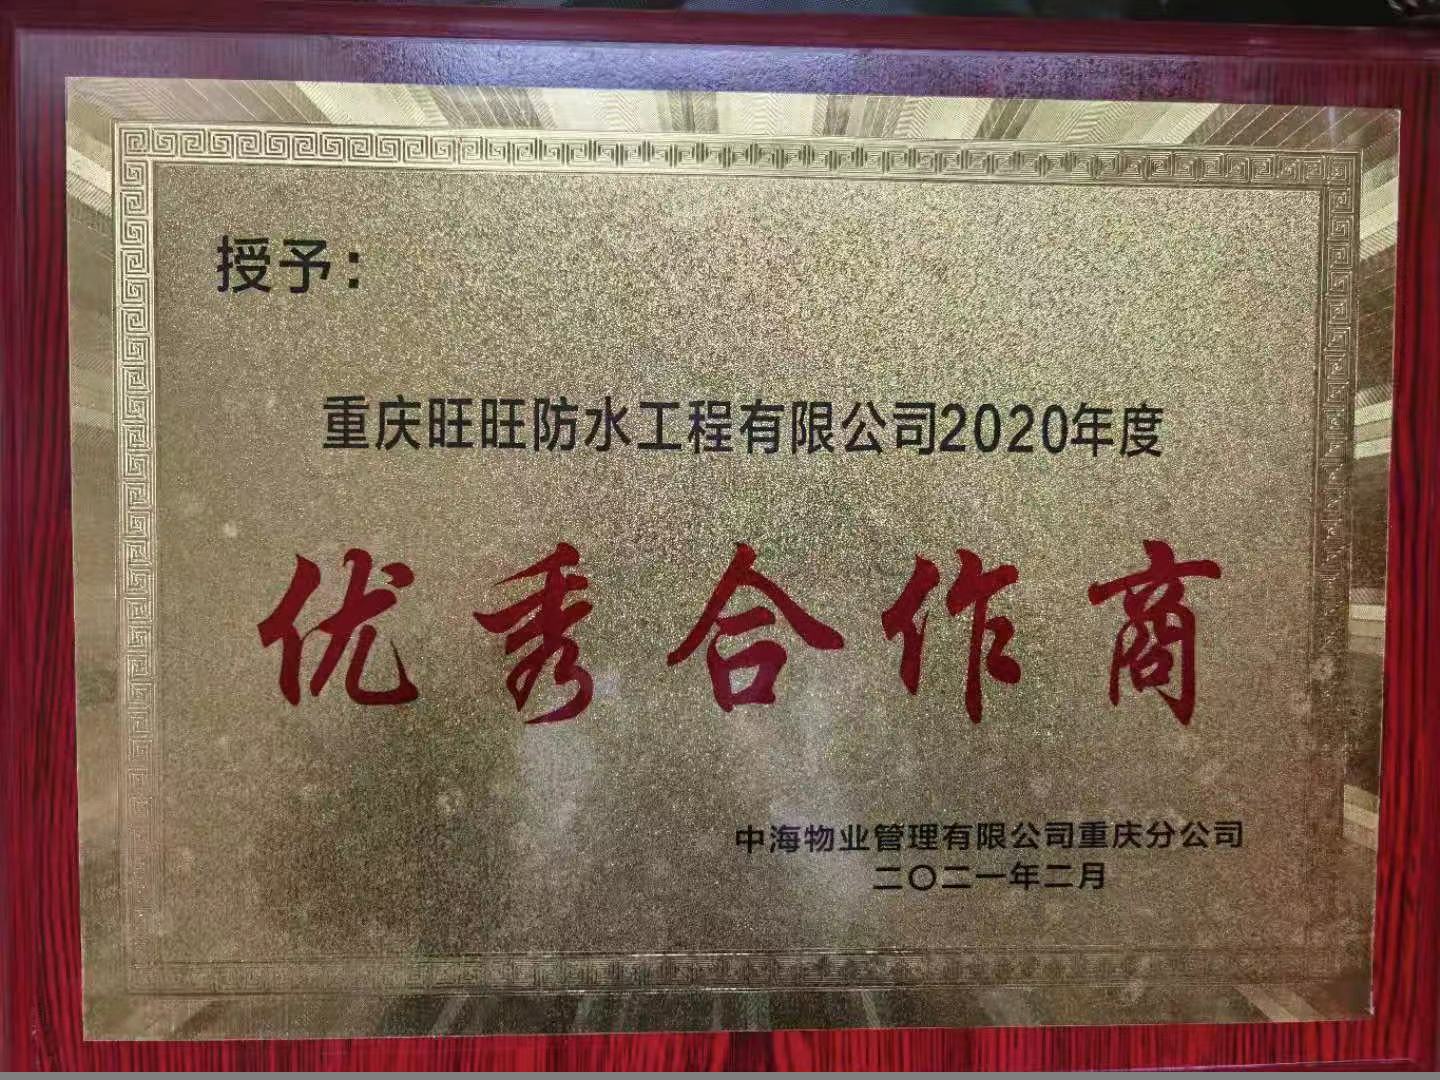 授予：
重庆旺旺防水工程有限公司2020年度
优秀合作商
中海物业管理有限公司重庆分公司
二〇二一年二月